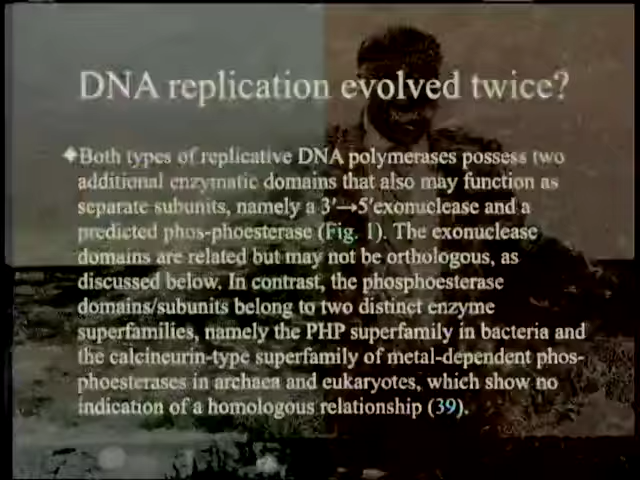 DNA replication evolved twice?
Both types of replicative DNA polymerases possess two
additional enzymatic domains that also may function as
separate subunits, namely a 3′→5′exonuclease and a
predicted phos-phoesterase (Fig. 1). The exonuclease
domains are related but may not be orthologous, as
discussed below. In contrast, the phosphoesterase
domains/subunits belong to two distinct enzyme
superfamilies, namely the PHP superfamily in bacteria and
the calcineurin-type superfamily of metal-dependent phos-
phoesterases in archaea and eukaryotes, which show no
indication of a homologous relationship (39).